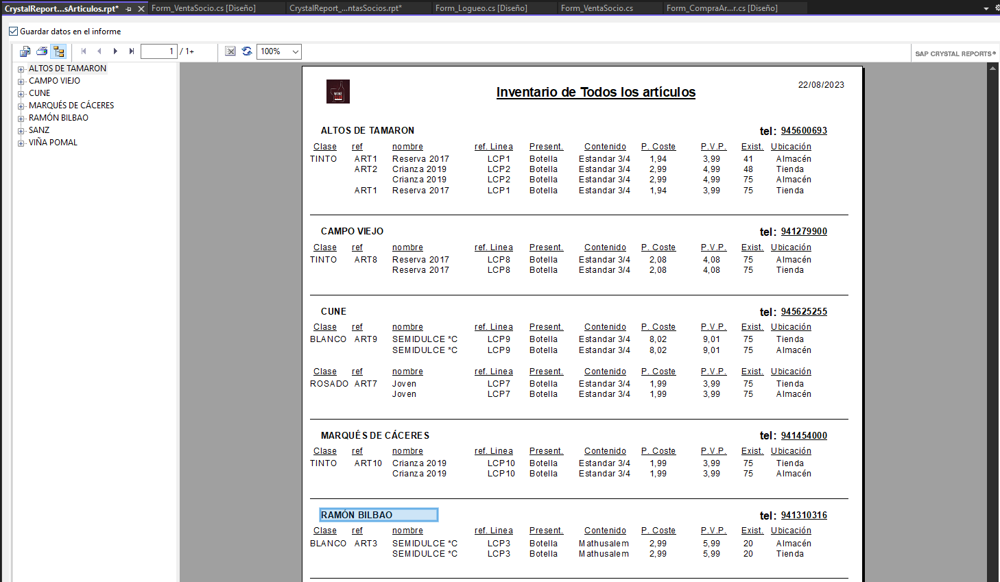 CrystalReport...sArticulos.rpt* Form_VentaSocio.cs [Diseño] CrystalReport_...ntasSocios.rpt* Form_Logueo.cs [Diseño] Form_VentaSocio.cs Form_CompraAr...r.cs [Diseño]
Guardar datos en el informe
1 / 1+ 100% SAP CRYSTAL REPORTS®
ALTOS DE TAMARON
CAMPO VIEJO
CUNE
MARQUÉS DE CÁCERES
RAMÓN BILBAO
SANZ
VIÑA POMAL
WINE
Inventario de Todos los artículos
22/08/2023
ALTOS DE TAMARON tel: 945600693
Clase ref nombre ref. Linea Present. Contenido P. Coste P.V.P. Exist. Ubicación
TINTO ART1 Reserva 2017 LCP1 Botella Estandar 3/4 1,94 3,99 41 Almacén
ART2 Crianza 2019 LCP2 Botella Estandar 3/4 2,99 4,99 48 Tienda
Crianza 2019 LCP2 Botella Estandar 3/4 2,99 4,99 75 Almacén
ART1 Reserva 2017 LCP1 Botella Estandar 3/4 1,94 3,99 75 Tienda
CAMPO VIEJO tel: 941279900
Clase ref nombre ref. Linea Present. Contenido P. Coste P.V.P. Exist. Ubicación
TINTO ART8 Reserva 2017 LCP8 Botella Estandar 3/4 2,08 4,08 75 Almacén
Reserva 2017 LCP8 Botella Estandar 3/4 2,08 4,08 75 Tienda
CUNE tel: 945625255
Clase ref nombre ref. Linea Present. Contenido P. Coste P.V.P. Exist. Ubicación
BLANCO ART9 SEMIDULCE *C LCP9 Botella Estandar 3/4 8,02 9,01 75 Tienda
SEMIDULCE *C LCP9 Botella Estandar 3/4 8,02 9,01 75 Almacén
Clase ref nombre ref. Linea Present. Contenido P. Coste P.V.P. Exist. Ubicación
ROSADO ART7 Joven LCP7 Botella Estandar 3/4 1,99 3,99 75 Tienda
Joven LCP7 Botella Estandar 3/4 1,99 3,99 75 Almacén
MARQUÉS DE CÁCERES tel: 941454000
Clase ref nombre ref. Linea Present. Contenido P. Coste P.V.P. Exist. Ubicación
TINTO ART10 Crianza 2019 LCP10 Botella Estandar 3/4 1,99 3,99 75 Tienda
Crianza 2019 LCP10 Botella Estandar 3/4 1,99 3,99 75 Almacén
RAMÓN BILBAO tel: 941310316
Clase ref nombre ref. Linea Present. Contenido P. Coste P.V.P. Exist. Ubicación
BLANCO ART3 SEMIDULCE *C LCP3 Botella Mathusalem 2,99 5,99 20 Almacén
SEMIDULCE *C LCP3 Botella Mathusalem 2,99 5,99 20 Tienda